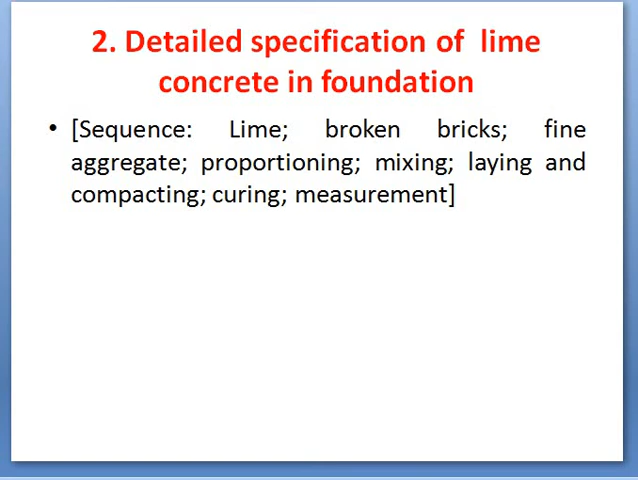 2. Detailed specification of lime
concrete in foundation
• [Sequence: Lime; broken bricks; fine
aggregate; proportioning; mixing; laying and
compacting; curing; measurement]